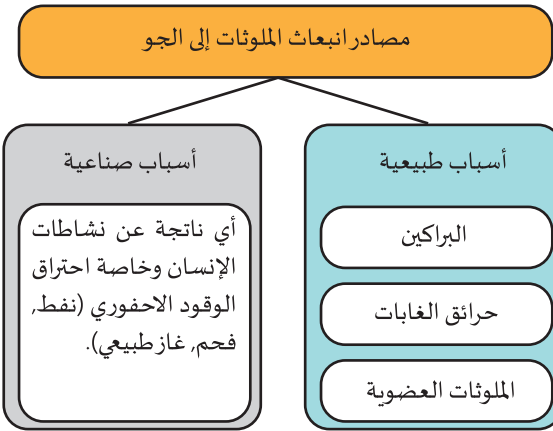 مصادر انبعاث الملوثات إلى الجو
أسباب طبيعية
البراكين
حرائق الغابات
الملوثات العضوية
أسباب صناعية
أي ناتجة عن نشاطات
الإنسان وخاصة احتراق
الوقود الاحفوري (نفط,
فحم, غاز طبيعي).